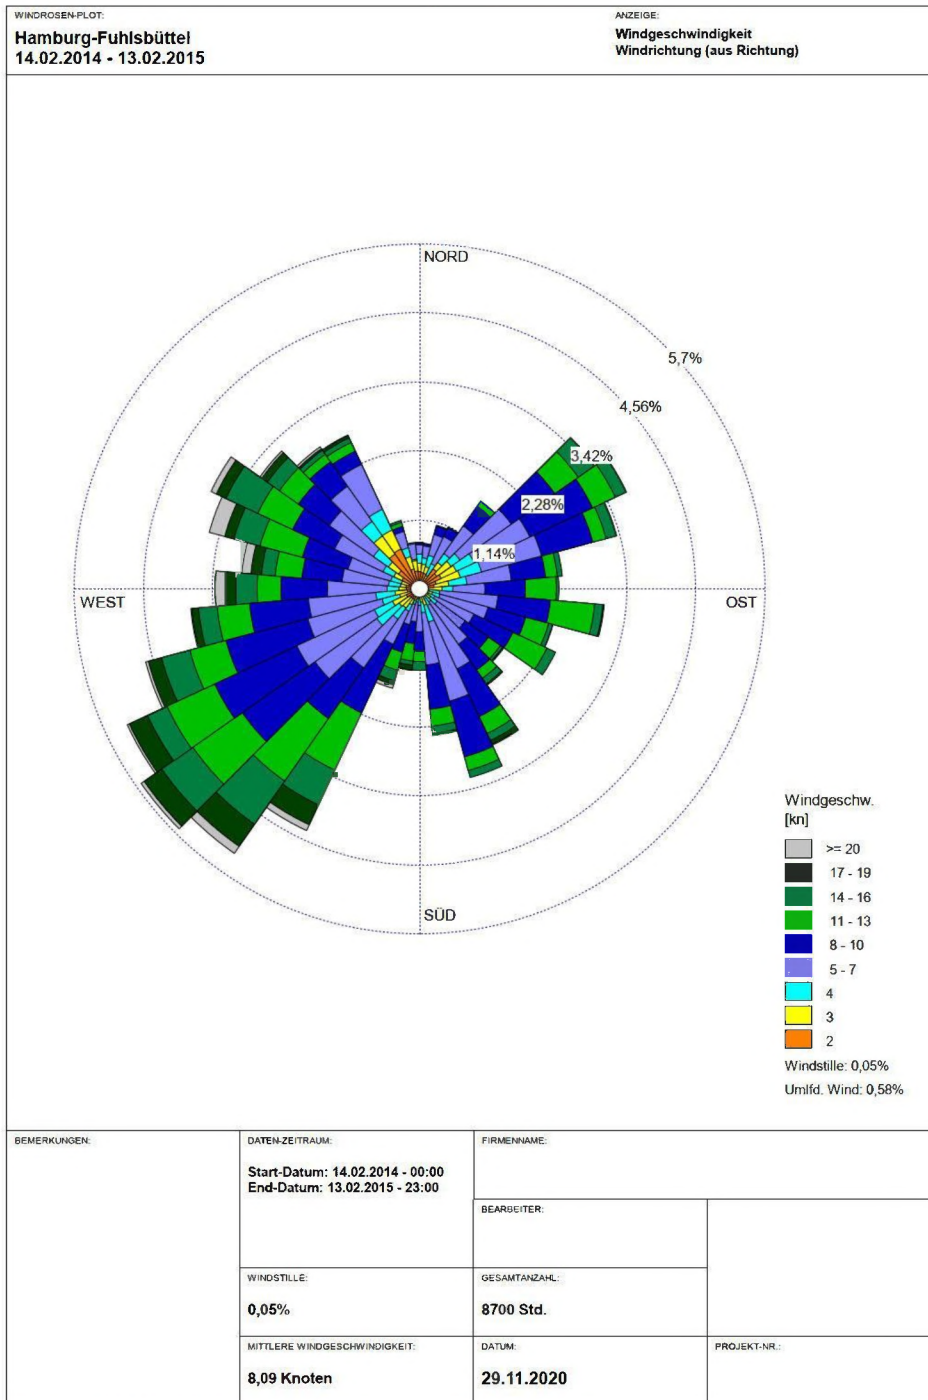 WINDROSEN-PLOT:
Hamburg-Fuhlsbüttel
14.02.2014 - 13.02.2015
ANZEIGE:
Windgeschwindigkeit
Windrichtung (aus Richtung)
NORD
5,7%
4,56%
3,42%
2,28%
1,14%
WEST
OST
SÜD
Windgeschw.
[kn]
>= 20
17 - 19
14 - 16
11 - 13
8 - 10
5 - 7
4
3
2
Windstille: 0,05%
Umlfd. Wind: 0,58%
BEMERKUNGEN:
DATEN-ZEITRAUM:
Start-Datum: 14.02.2014 - 00:00
End-Datum: 13.02.2015 - 23:00
FIRMENNAME:
BEARBEITER:
WINDSTILLE:
0,05%
GESAMTANZAHL:
8700 Std.
MITTLERE WINDGESCHWINDIGKEIT:
8,09 Knoten
DATUM:
29.11.2020
PROJEKT-NR.: